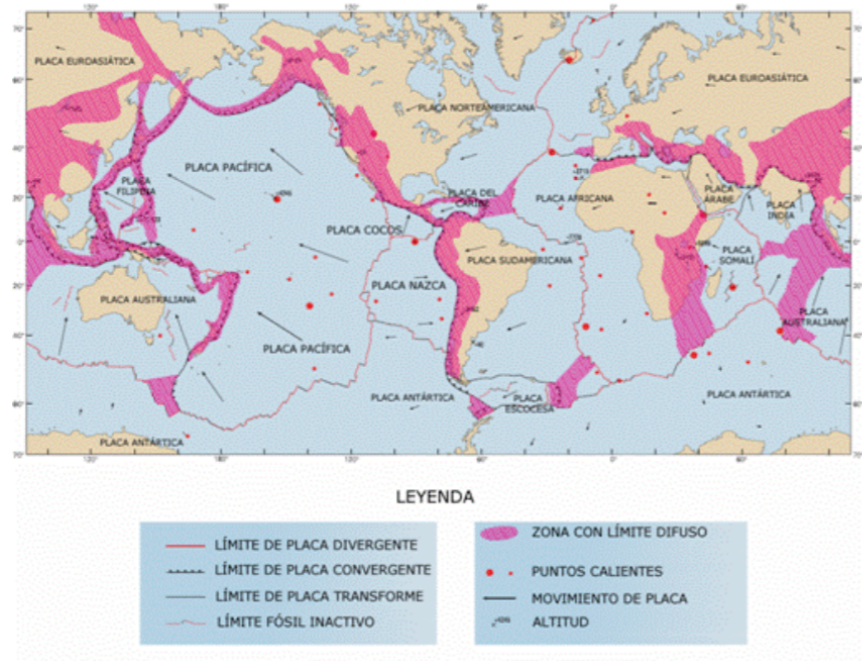 PLACA EUROASIÁTICA
PLACA EUROASIÁTICA
PLACA NORTEAMERICANA
PLACA PACÍFICA
PLACA
FILIPINA
PLACA DEL
CARIBE
PLACA AFRICANA
PLACA
ÁRABE
PLACA
INDIA
PLACA COCOS
PLACA
SOMALÍ
PLACA SUDAMERICANA
PLACA NAZCA
PLACA AUSTRALIANA
PLACA
AUSTRALIANA
PLACA PACÍFICA
PLACA ANTÁRTICA
PLACA
ESCOCESA
PLACA ANTÁRTICA
PLACA ANTÁRTICA
LEYENDA
LÍMITE DE PLACA DIVERGENTE
LÍMITE DE PLACA CONVERGENTE
LÍMITE DE PLACA TRANSFORME
LÍMITE FÓSIL INACTIVO
ZONA CON LÍMITE DIFUSO
PUNTOS CALIENTES
MOVIMIENTO DE PLACA
ALTITUD